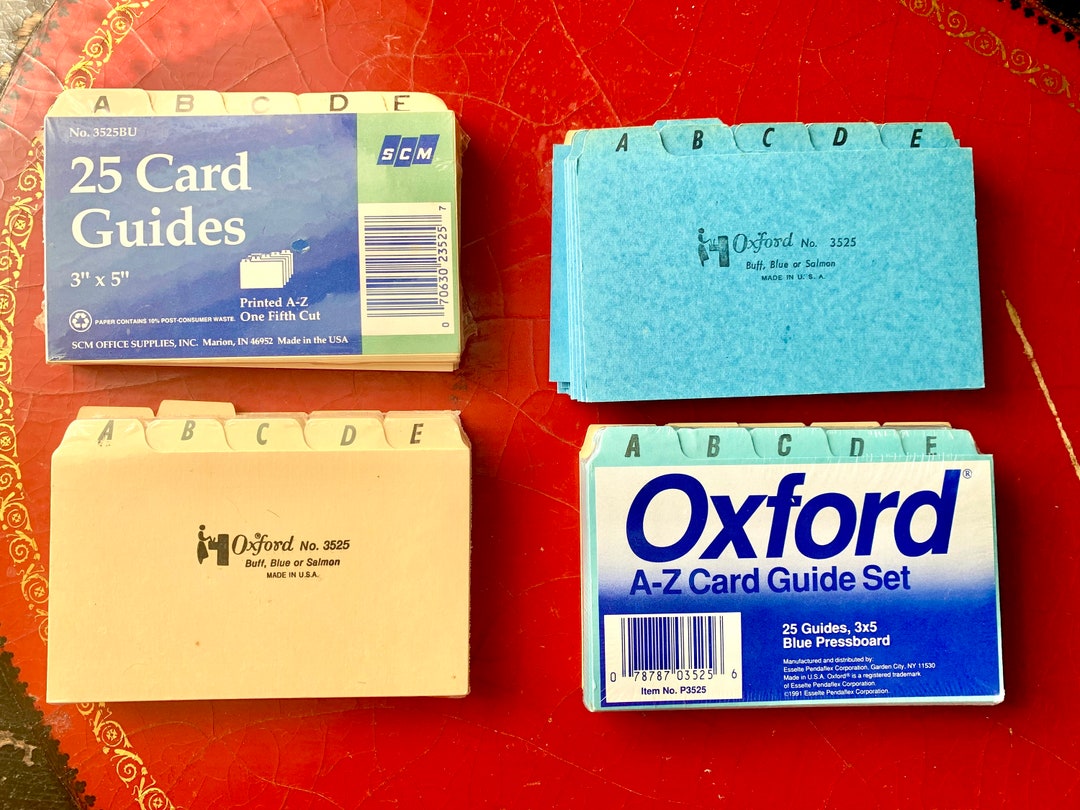 A B C D E
No. 3525BU
25 Card
Guides
3" x 5"
Printed A-Z
One Fifth Cut
PAPER CONTAINS 10% POST-CONSUMER WASTE.
SCM OFFICE SUPPLIES, INC. Marion, IN 46952 Made in the USA
SCM
0 70630 23525 7
A B C D E
Oxford No. 3525
Buff, Blue or Salmon
MADE IN U. S. A.
A B C D E
Oxford® No. 3525
Buff, Blue or Salmon
MADE IN U.S.A.
A B C D E
Oxford®
A-Z Card Guide Set
25 Guides, 3x5
Blue Pressboard
Manufactured and distributed by:
Esselte Pendaflex Corporation, Garden City, NY 11530
Made in U.S.A. Oxford® is a registered trademark
of Esselte Pendaflex Corporation.
©1991 Esselte Pendaflex Corporation.
0 78787 03525 6
Item No. P3525